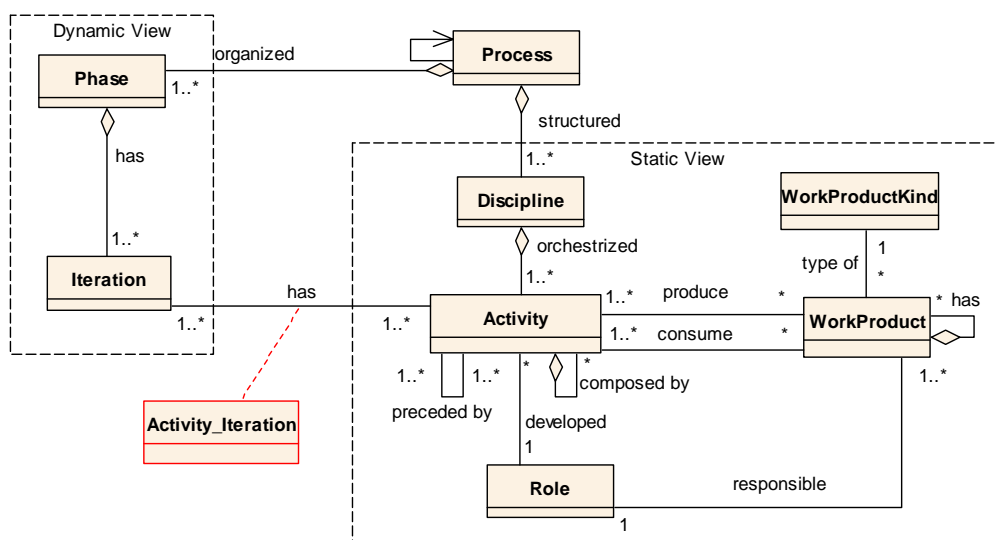 Dynamic View
organized
Process
Phase
1..*
structured
has
1..*
Static View
Discipline
WorkProductKind
orchestrized
1
1..*
type of
*
1..*
Iteration
has
1..*
produce
*
* has
Activity
WorkProduct
1..*
1..*
1..*
consume
*
1..*
1..*
*
*
1..*
composed by
preceded by
developed
Activity_Iteration
1
Role
responsible
1